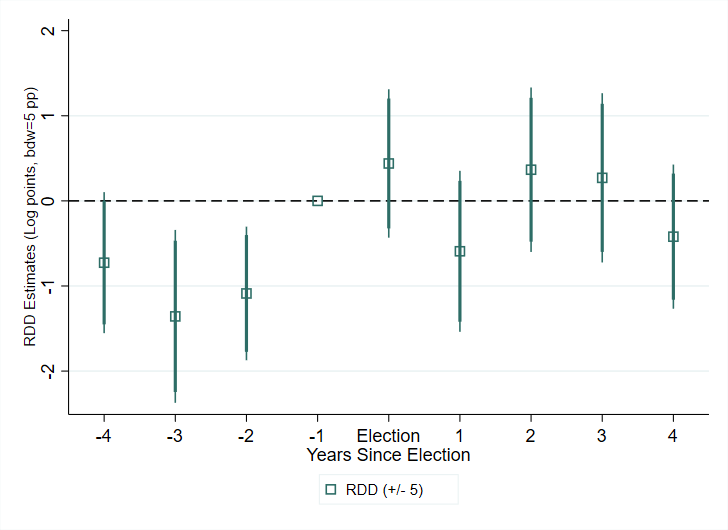 RDD Estimates (Log points, bdw=5 pp)
2
1
0
-1
-2
-4 -3 -2 -1 Election 1 2 3 4
Years Since Election
RDD (+/- 5)